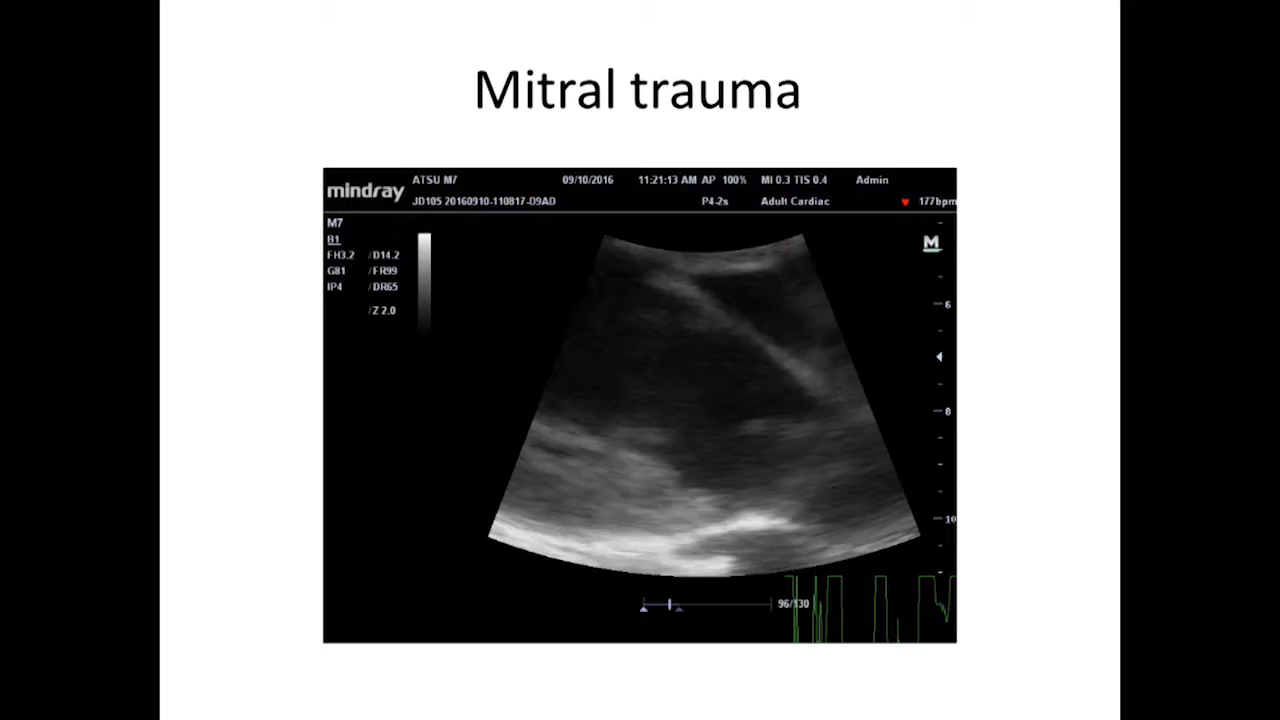 Mitral trauma
mindray ATSU M7 09/10/2016 11:21:13 AM AP 100% MI 0.3 TIS 0.4 Admin
JD105 20160910-110817-D9AD P4-2s Adult Cardiac 177bpm
M7
B1
FH3.2 /D14.2
G81 /FR99
IP4 /DR65
/Z 2.0
M
6
8
10
96/130